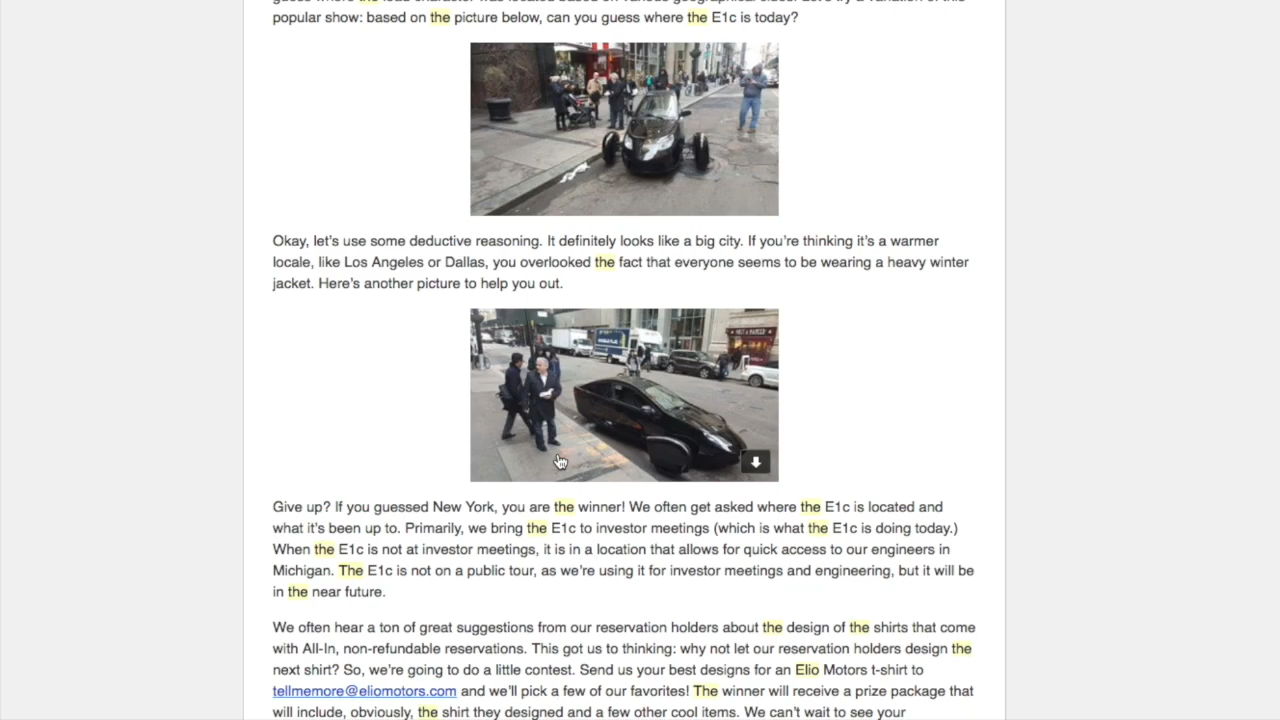 popular show: based on the picture below, can you guess where the E1c is today?
Okay, let's use some deductive reasoning. It definitely looks like a big city. If you're thinking it's a warmer
locale, like Los Angeles or Dallas, you overlooked the fact that everyone seems to be wearing a heavy winter
jacket. Here's another picture to help you out.
Give up? If you guessed New York, you are the winner! We often get asked where the E1c is located and
what it's been up to. Primarily, we bring the E1c to investor meetings (which is what the E1c is doing today.)
When the E1c is not at investor meetings, it is in a location that allows for quick access to our engineers in
Michigan. The E1c is not on a public tour, as we're using it for investor meetings and engineering, but it will be
in the near future.
We often hear a ton of great suggestions from our reservation holders about the design of the shirts that come
with All-In, non-refundable reservations. This got us to thinking: why not let our reservation holders design the
next shirt? So, we're going to do a little contest. Send us your best designs for an Elio Motors t-shirt to
tellmemore@eliomotors.com and we'll pick a few of our favorites! The winner will receive a prize package that
will include, obviously, the shirt they designed and a few other cool items. We can't wait to see your